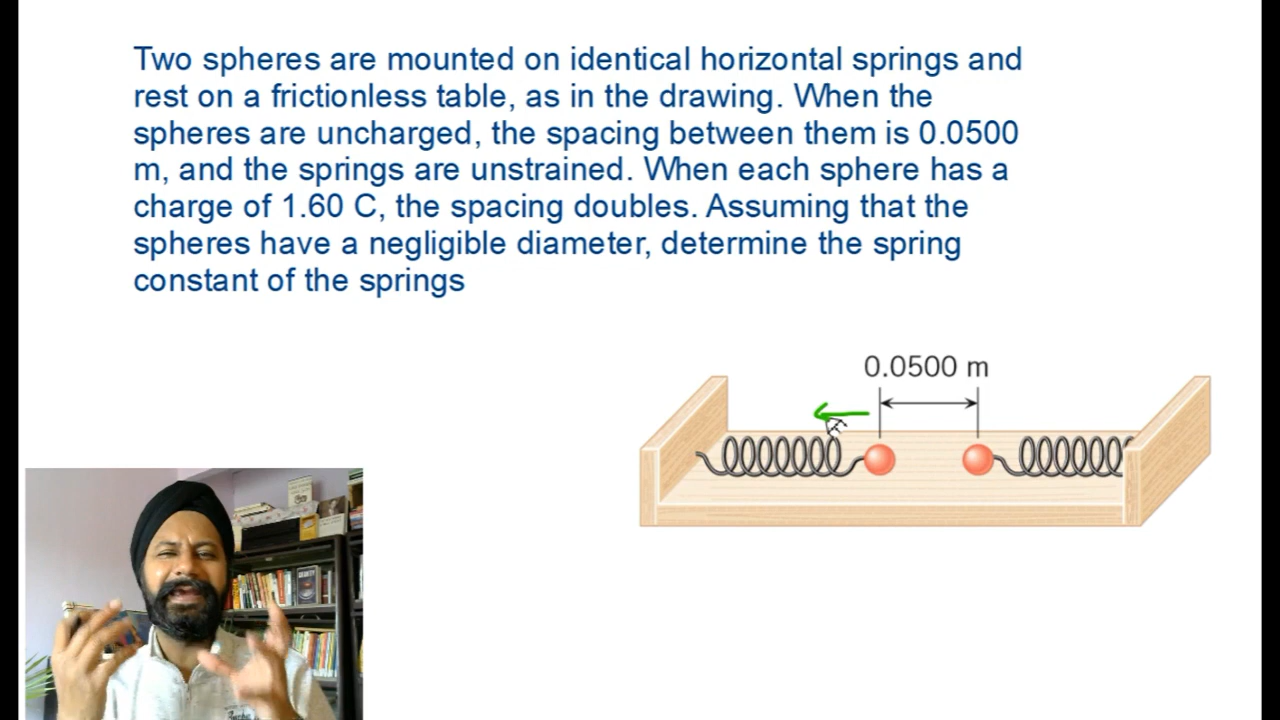 Two spheres are mounted on identical horizontal springs and
rest on a frictionless table, as in the drawing. When the
spheres are uncharged, the spacing between them is 0.0500
m, and the springs are unstrained. When each sphere has a
charge of 1.60 C, the spacing doubles. Assuming that the
spheres have a negligible diameter, determine the spring
constant of the springs
0.0500 m